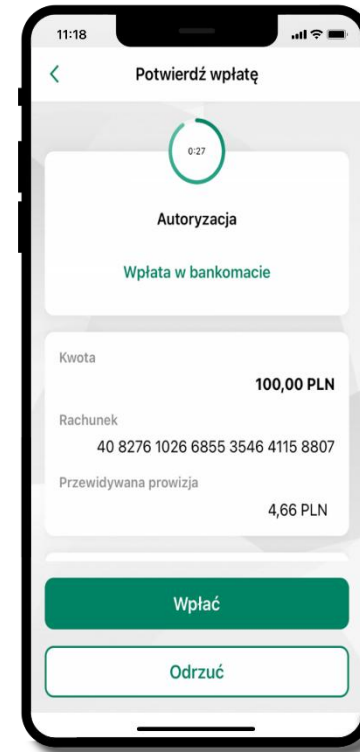 11:18
Potwierdź wpłatę
0:27
Autoryzacja
Wpłata w bankomacie
Kwota
100,00 PLN
Rachunek
40 8276 1026 6855 3546 4115 8807
Przewidywana prowizja
4,66 PLN
Wpłać
Odrzuć